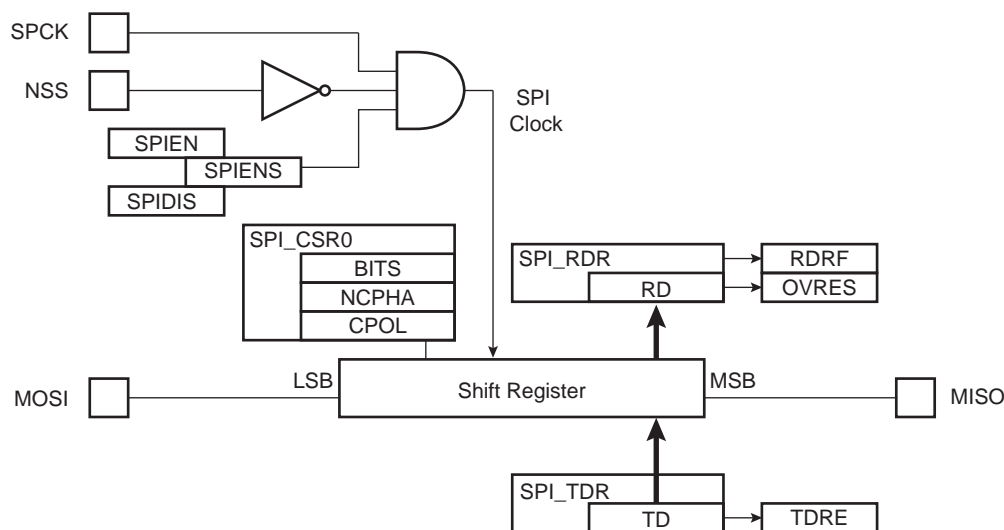 SPCK
NSS
SPI
Clock
SPIEN
SPIENS
SPIDIS
SPI_CSR0
BITS
NCPHA
CPOL
SPI_RDR
RD
RDRF
OVRES
MOSI
LSB
Shift Register
MSB
MISO
SPI_TDR
TD
TDRE